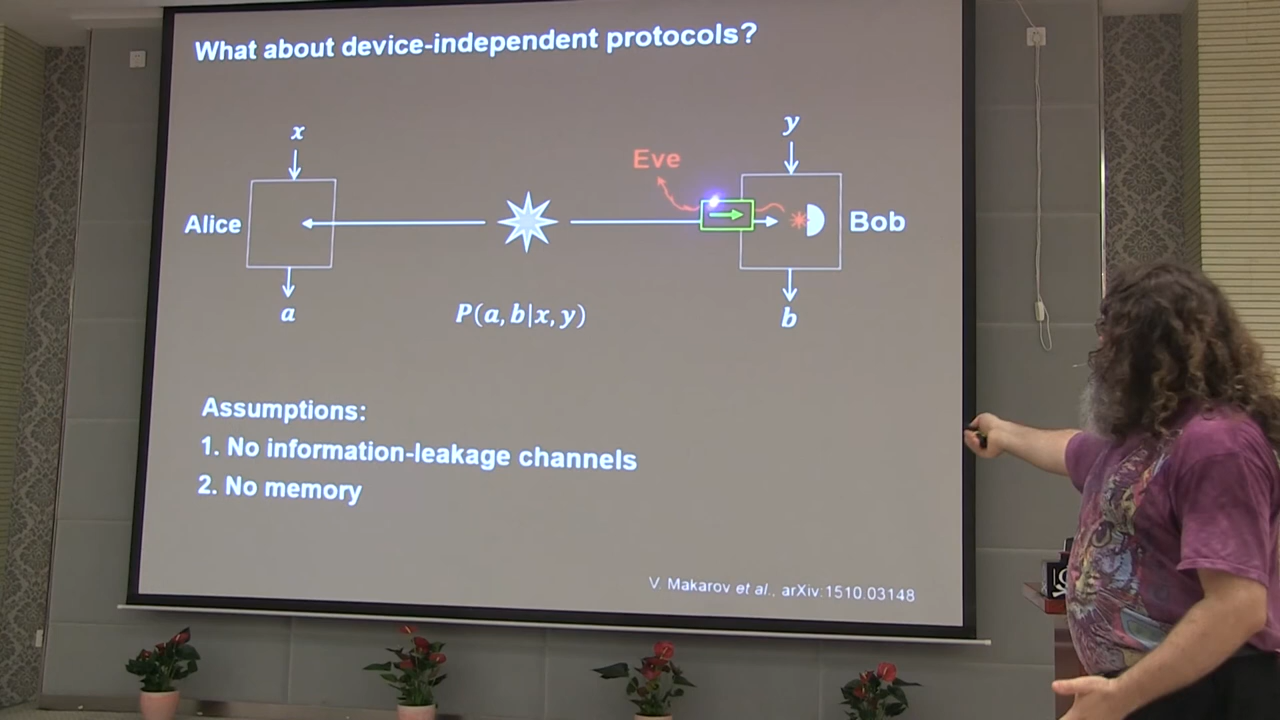 What about device-independent protocols?
x
y
Eve
Alice
Bob
a
P(a, b|x, y)
b
Assumptions:
1. No information-leakage channels
2. No memory
V. Makarov et al., arXiv:1510.03148